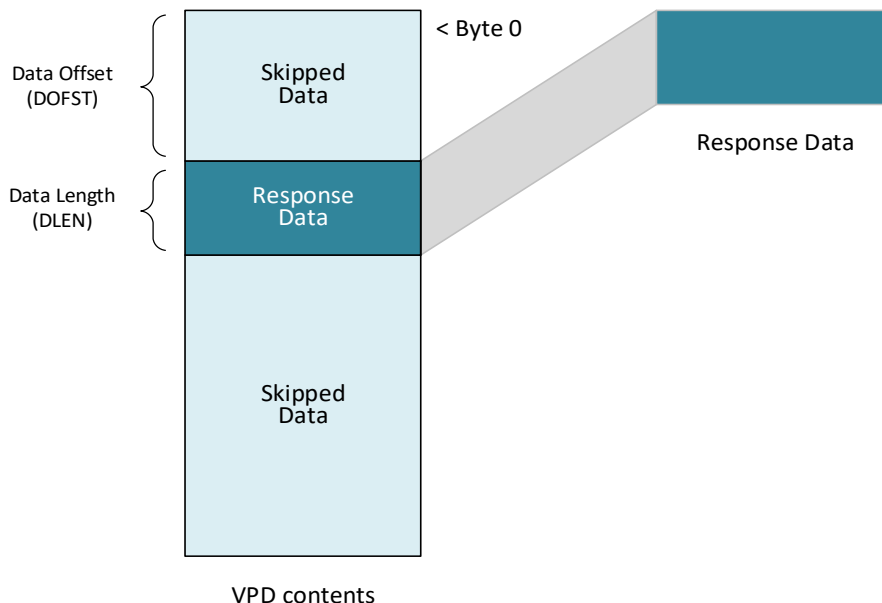 < Byte 0
Data Offset
(DOFST)
Skipped
Data
Response Data
Data Length
(DLEN)
Response
Data
Skipped
Data
VPD contents